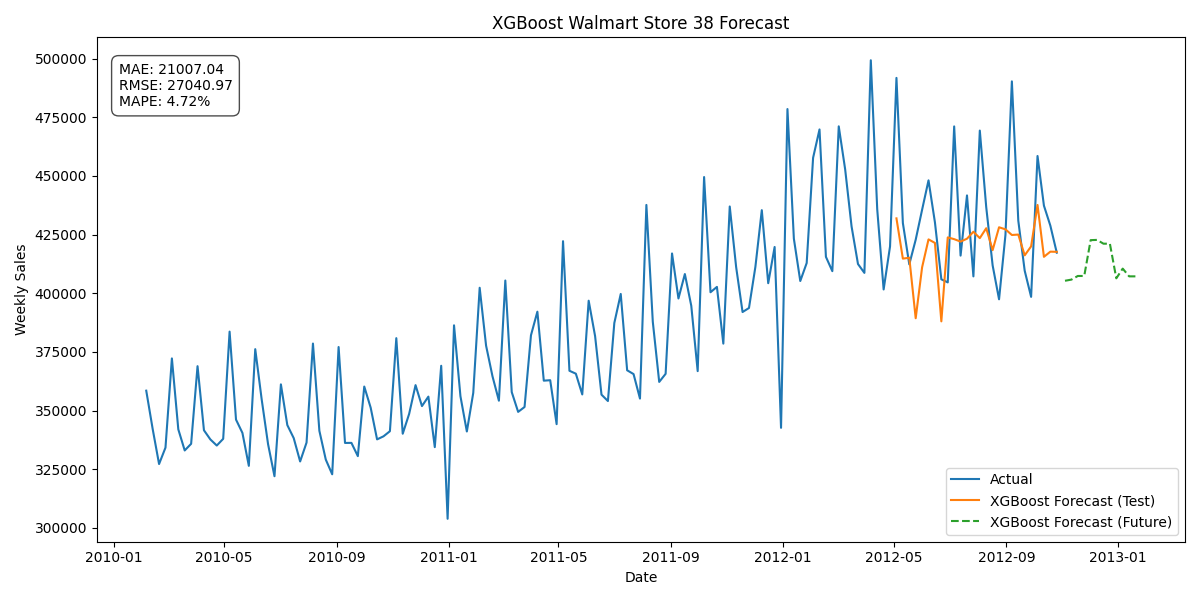 XGBoost Walmart Store 38 Forecast
MAE: 21007.04
RMSE: 27040.97
MAPE: 4.72%
Weekly Sales
500000
475000
450000
425000
400000
375000
350000
325000
300000
2010-01
2010-05
2010-09
2011-01
2011-05
2011-09
2012-01
2012-05
2012-09
2013-01
Date
Actual
XGBoost Forecast (Test)
XGBoost Forecast (Future)